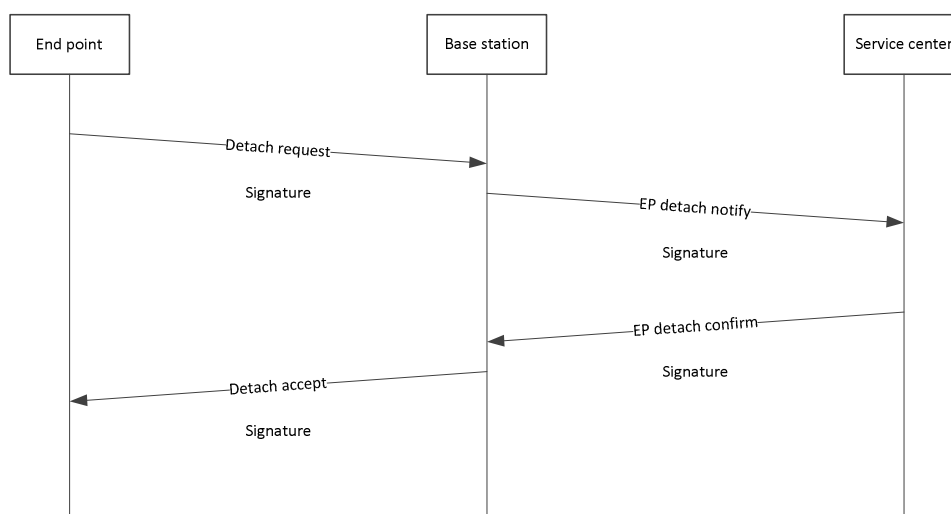 End point
Base station
Service center
Detach request
Signature
EP detach notify
Signature
EP detach confirm
Signature
Detach accept
Signature